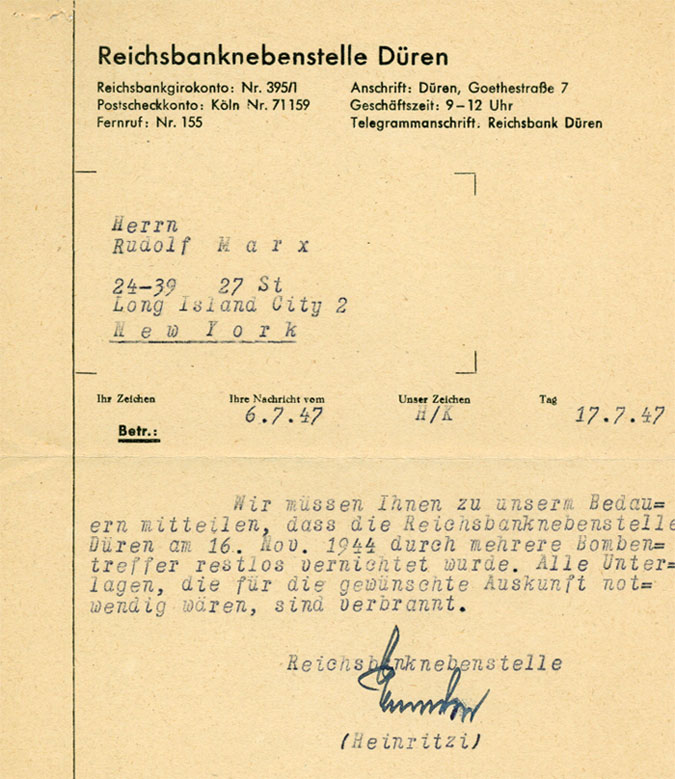 Reichsbanknebenstelle Düren
Reichsbankgirokonto: Nr. 395/1
Postscheckkonto: Köln Nr. 71159
Fernruf: Nr. 155
Anschrift: Düren, Goethestraße 7
Geschäftszeit: 9–12 Uhr
Telegrammanschrift. Reichsbank Düren
Herrn
Rudolf M a r x
24-39 27 St
Long Island City 2
N e w Y o r k
Ihr Zeichen Ihre Nachricht vom Unser Zeichen Tag
6.7.47 H/K 17.7.47
Betr.:
Wir müssen Ihnen zu unserm Bedau=
ern mitteilen, dass die Reichsbanknebenstelle
Düren am 16. Nov. 1944 durch mehrere Bomben=
treffer restlos vernichtet wurde. Alle Unter=
lagen, die für die gewünschte Auskunft not=
wendig wären, sind verbrannt.
Reichsbanknebenstelle
(Heinritzi)